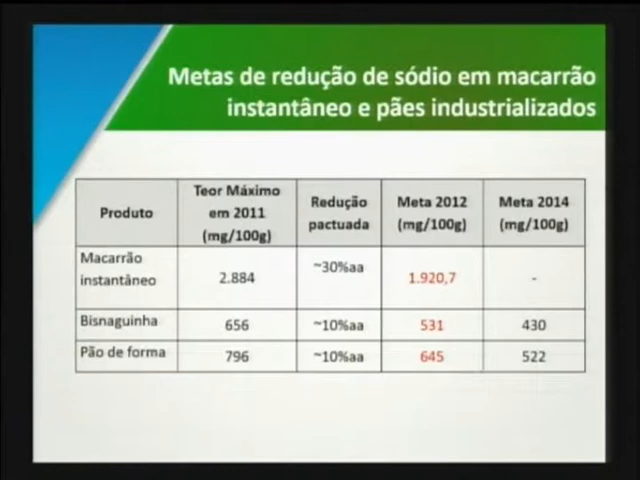 Metas de redução de sódio em macarrão
instantâneo e pães industrializados
Produto
Teor Máximo
em 2011
(mg/100g)
Redução
pactuada
Meta 2012
(mg/100g)
Meta 2014
(mg/100g)
Macarrão
instantâneo
2.884
~30%aa
1.920,7
-
Bisnaguinha
656
~10%aa
531
430
Pão de forma
796
~10%aa
645
522